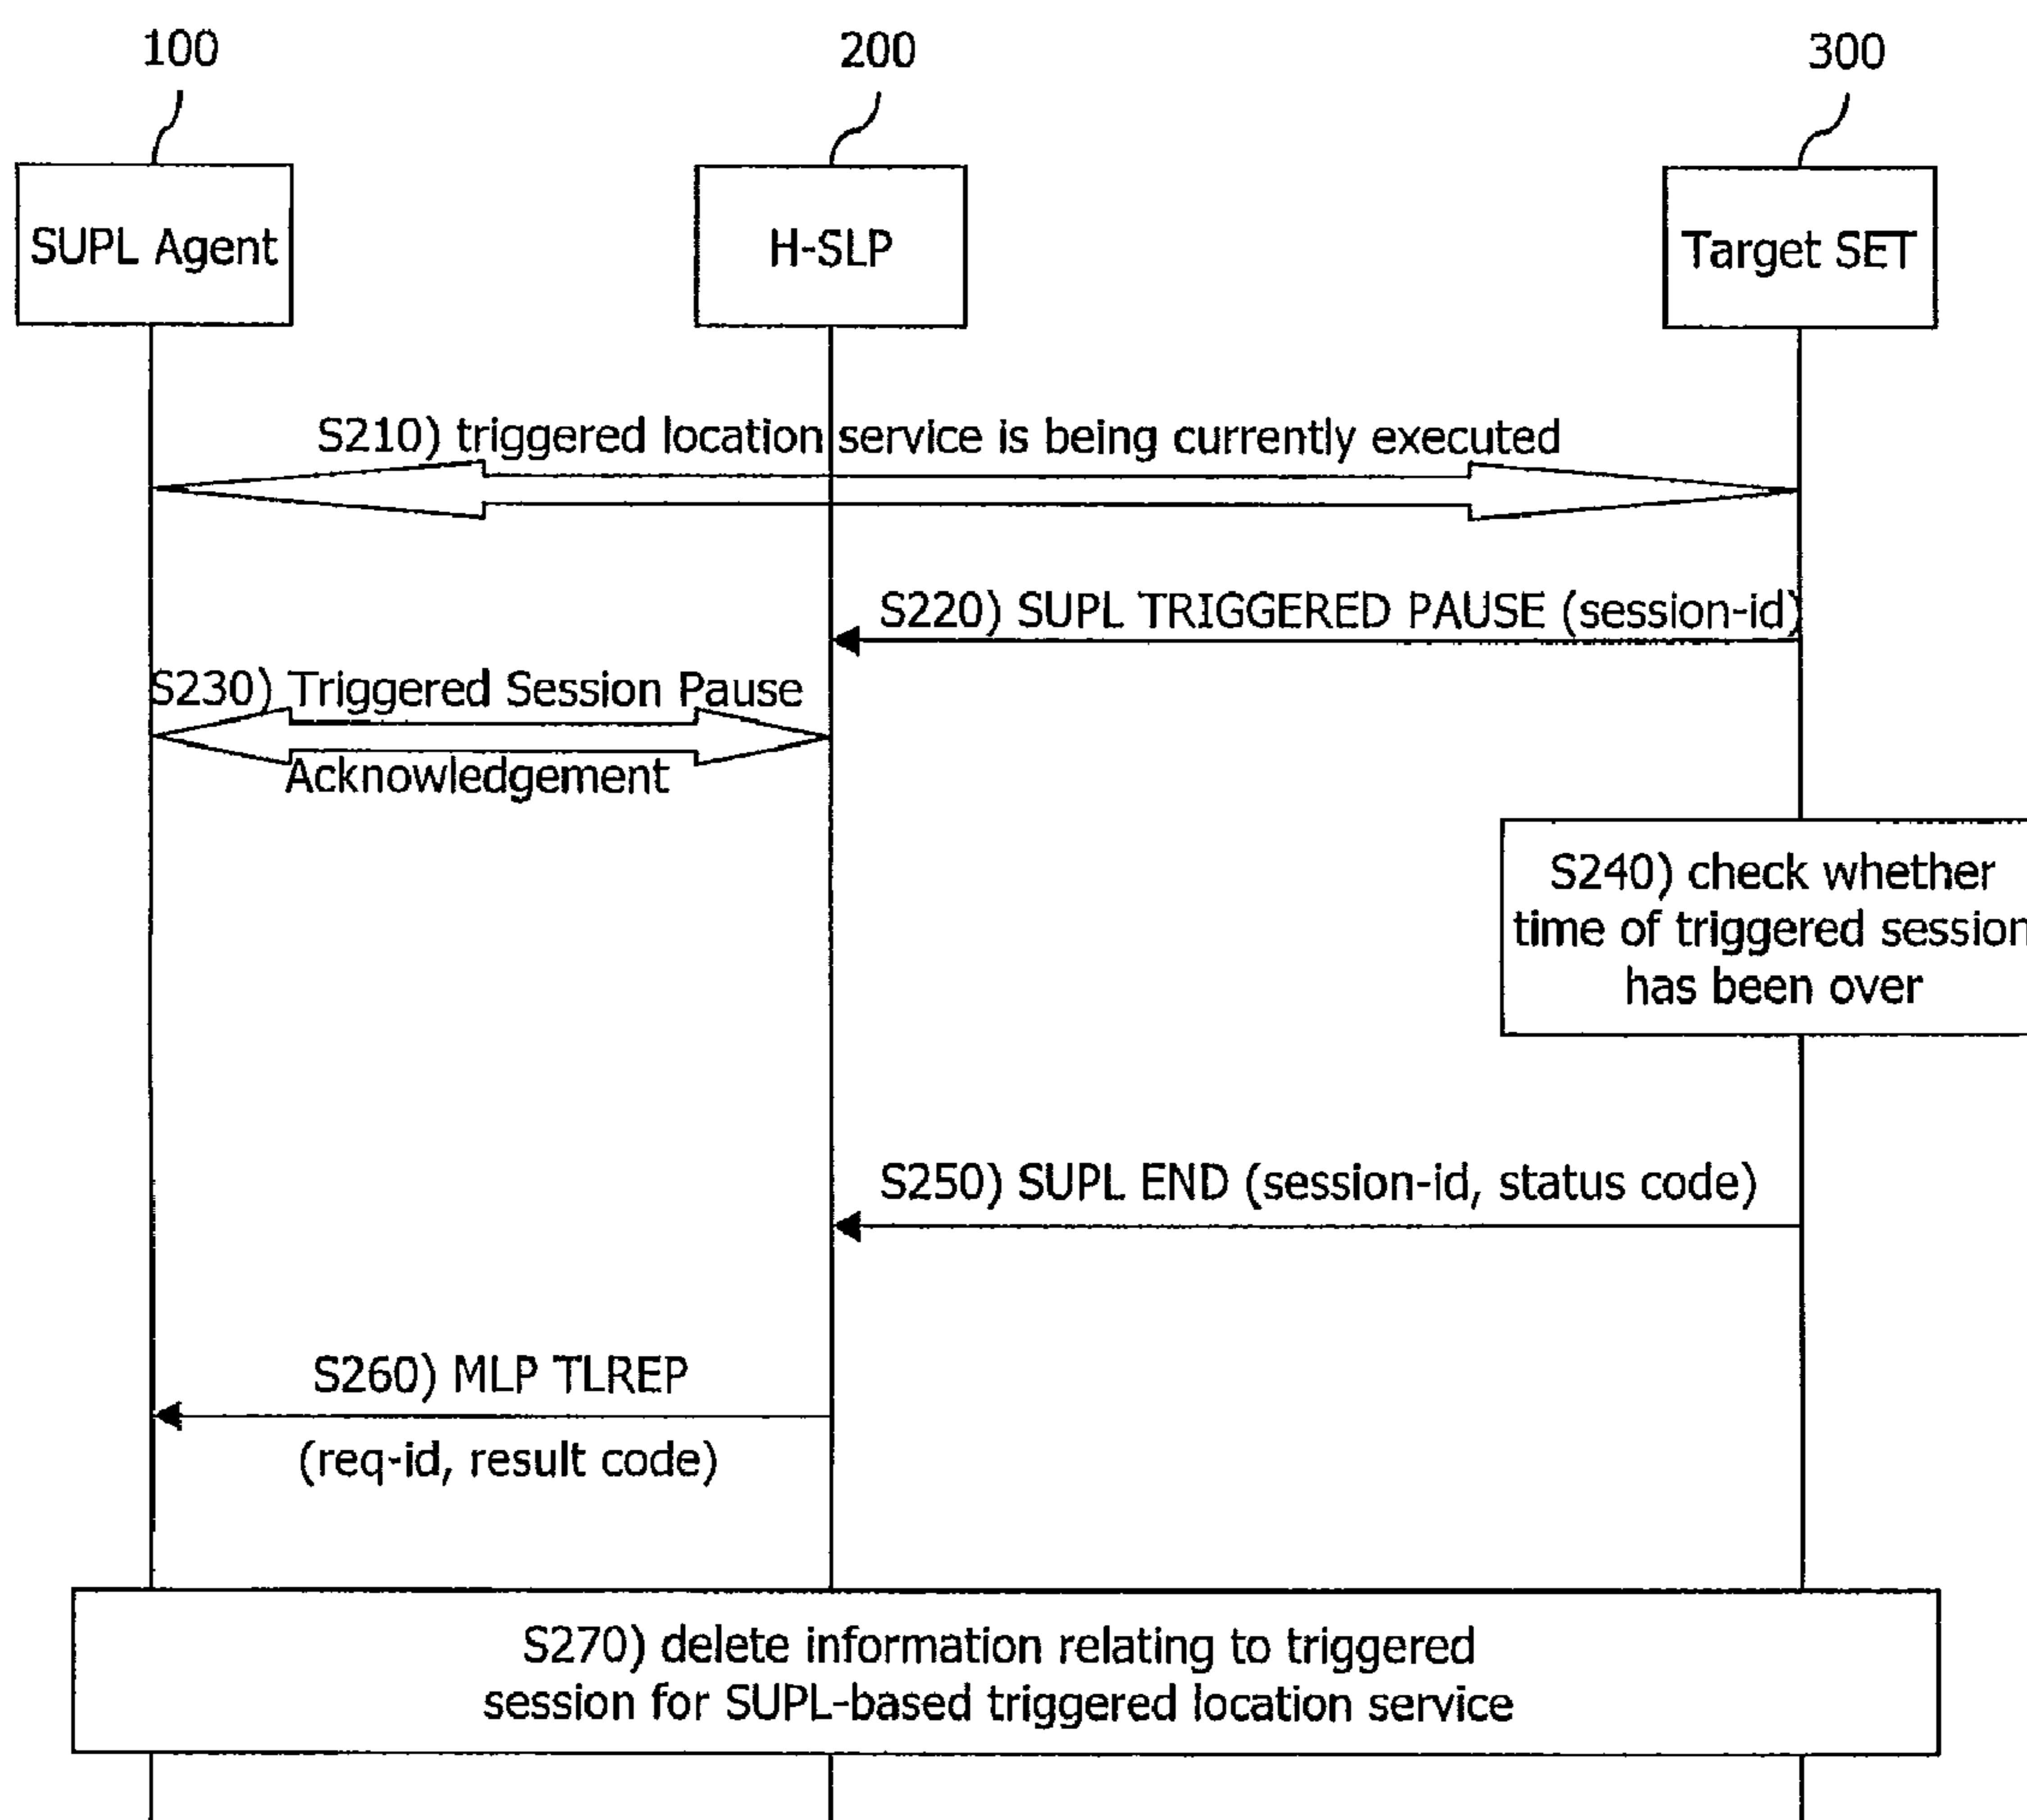 100
200
300
SUPL Agent
H-SLP
Target SET
S210) triggered location service is being currently executed
S220) SUPL TRIGGERED PAUSE (session-id)
S230) Triggered Session Pause
Acknowledgement
S240) check whether
time of triggered session
has been over
S250) SUPL END (session-id, status code)
S260) MLP TLREP
(req-id, result code)
S270) delete information relating to triggered
session for SUPL-based triggered location service